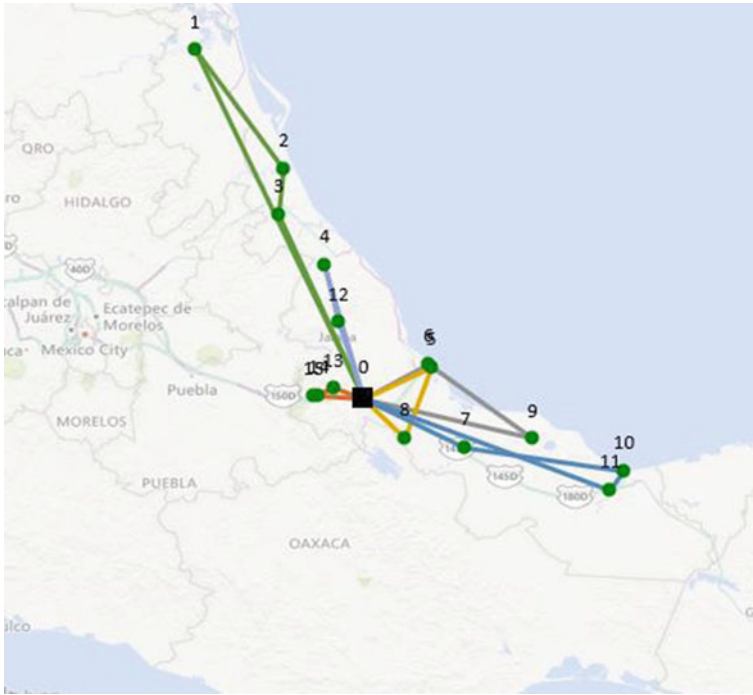 1
QRO
2
3
HIDALGO
4
40D
calpan de
Juárez
Ecatepec de
Morelos
12
Mexico City
13
0
6
5
Puebla
150D
MORELOS
8
7
9
10
11
145D
180D
PUEBLA
OAXACA